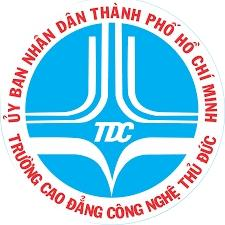 ỦY BAN NHÂN DÂN THÀNH PHỐ HỒ CHÍ MINH
TDC
TRƯỜNG CAO ĐẲNG CÔNG NGHỆ THỦ ĐỨC